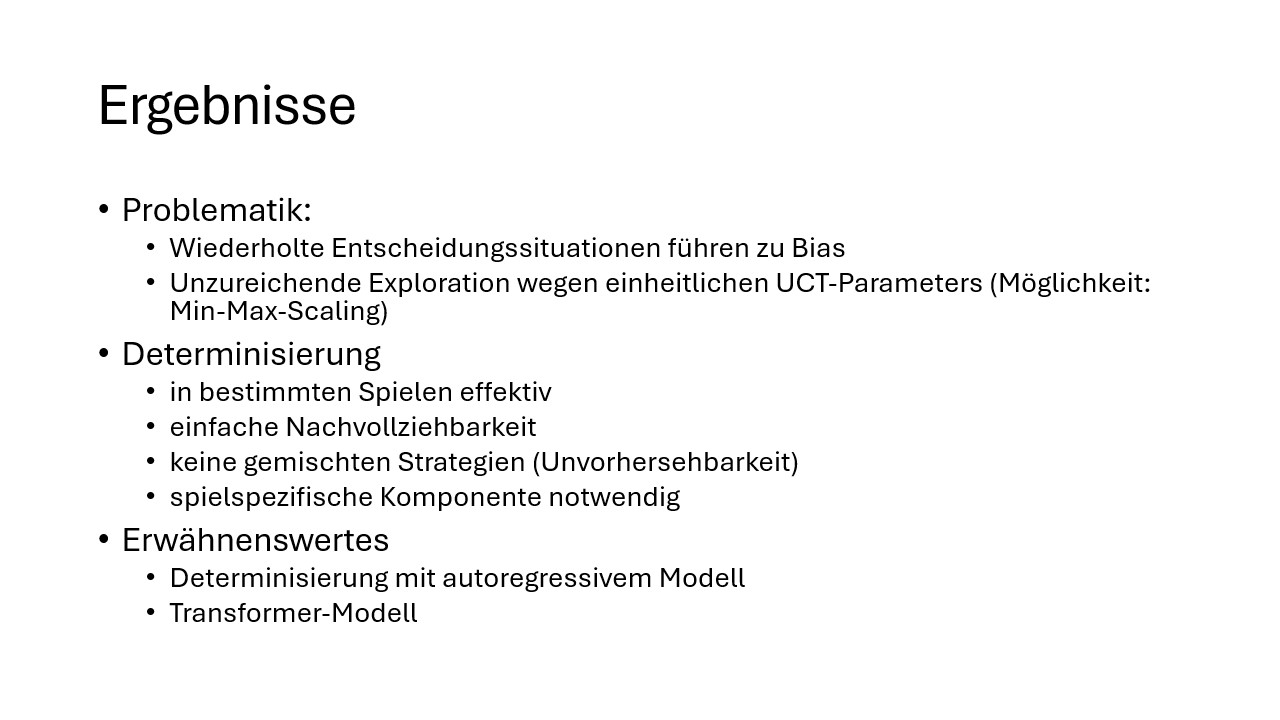 Ergebnisse
• Problematik:
• Wiederholte Entscheidungssituationen führen zu Bias
• Unzureichende Exploration wegen einheitlichen UCT-Parameters (Möglichkeit:
Min-Max-Scaling)
• Determinisierung
• in bestimmten Spielen effektiv
• einfache Nachvollziehbarkeit
• keine gemischten Strategien (Unvorhersehbarkeit)
• spielspezifische Komponente notwendig
• Erwähnenswertes
• Determinisierung mit autoregressivem Modell
• Transformer-Modell